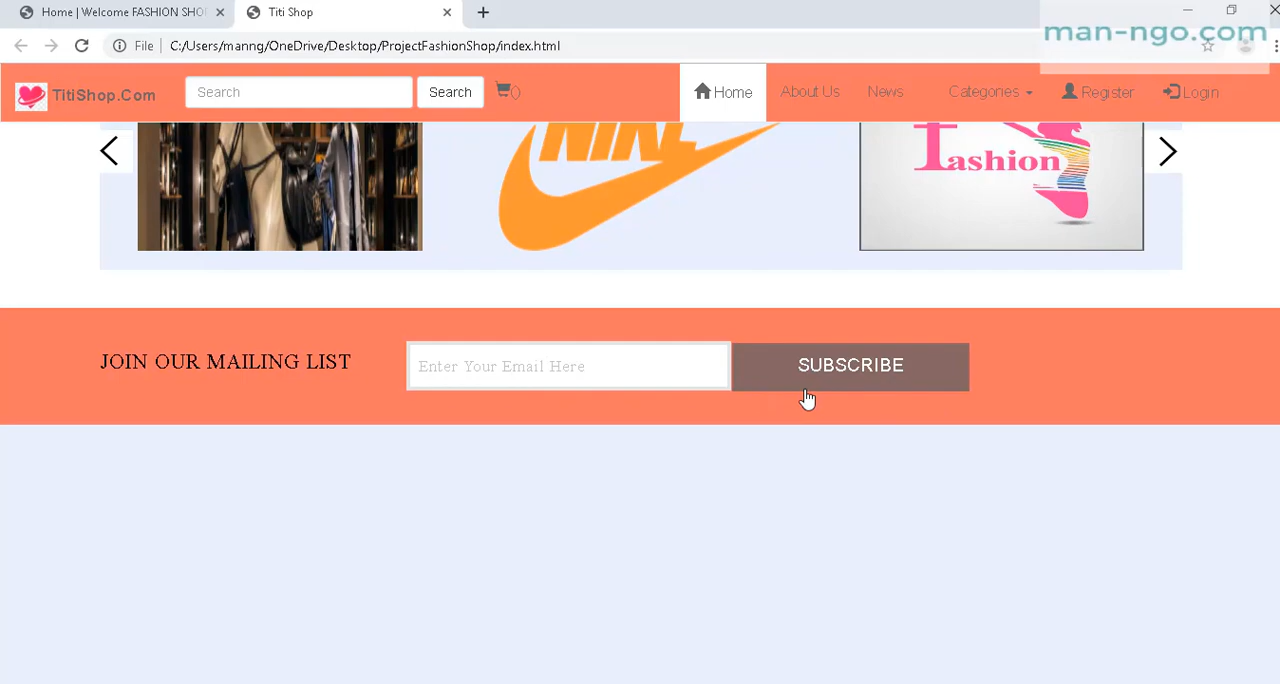 Home | Welcome FASHION SHO
Titi Shop
man-ngo.com
File
C:/Users/manng/OneDrive/Desktop/ProjectFashionShop/index.html
TitiShop.Com
Search
Search
Home
About Us
News
Categories
Register
Login
NIKE
Fashion
JOIN OUR MAILING LIST
Enter Your Email Here
SUBSCRIBE